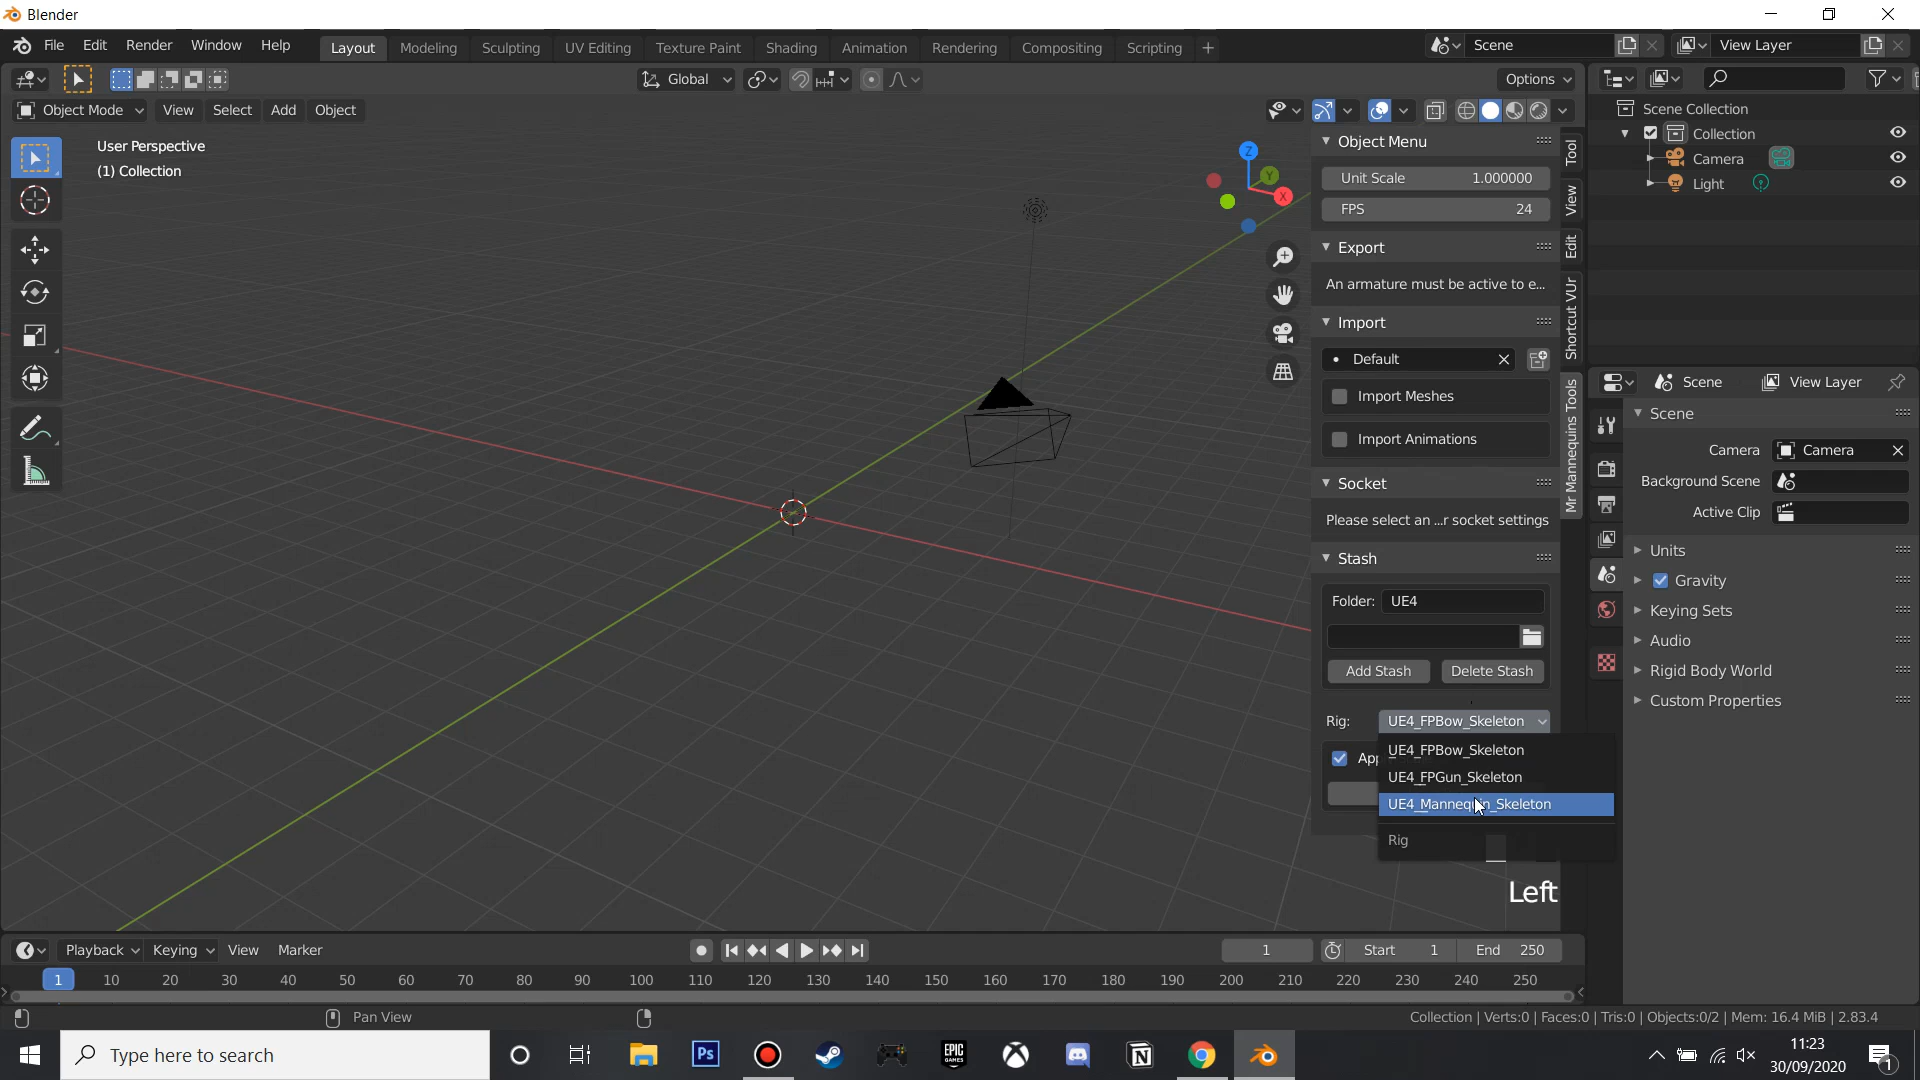 Blender
File Edit Render Window Help Layout Modeling Sculpting UV Editing Texture Paint Shading Animation Rendering Compositing Scripting + Scene View Layer
Global Options
Object Mode View Select Add Object
User Perspective
(1) Collection
Z
Y
X
Object Menu
Unit Scale 1.000000
FPS 24
Export
An armature must be active to e...
Import
Default
Import Meshes
Import Animations
Socket
Please select an ...r socket settings
Stash
Folder: UE4
Add Stash Delete Stash
Rig: UE4_FPBow_Skeleton
UE4_FPBow_Skeleton
App
UE4_FPGun_Skeleton
UE4_Mannequin_Skeleton
Rig
Left
Tool
View
Edit
Shortcut VUr
Mr Mannequins Tools
Scene Collection
Collection
Camera
Light
Scene View Layer
Scene
Camera Camera
Background Scene
Active Clip
Units
Gravity
Keying Sets
Audio
Rigid Body World
Custom Properties
Playback Keying View Marker 1 Start 1 End 250
1 10 20 30 40 50 60 70 80 90 100 110 120 130 140 150 160 170 180 190 200 210 220 230 240 250
Pan View Collection | Verts:0 | Faces:0 | Tris:0 | Objects:0/2 | Mem: 16.4 MiB | 2.83.4
Type here to search
Ps
EPIC
GAMES
N
11:23
30/09/2020
1